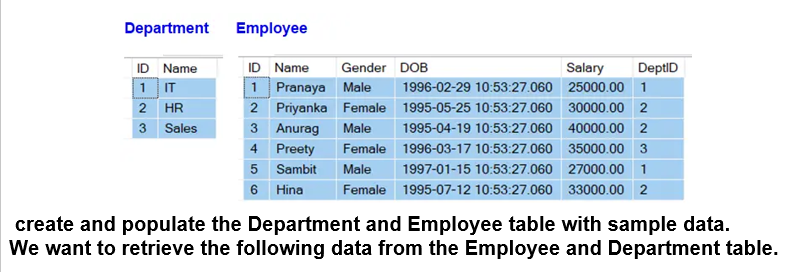 Department Employee
ID Name ID Name Gender DOB Salary DeptID
1 IT 1 Pranaya Male 1996-02-29 10:53:27.060 25000.00 1
2 HR 2 Priyanka Female 1995-05-25 10:53:27.060 30000.00 2
3 Sales 3 Anurag Male 1995-04-19 10:53:27.060 40000.00 2
4 Preety Female 1996-03-17 10:53:27.060 35000.00 3
5 Sambit Male 1997-01-15 10:53:27.060 27000.00 1
6 Hina Female 1995-07-12 10:53:27.060 33000.00 2
create and populate the Department and Employee table with sample data.
We want to retrieve the following data from the Employee and Department table.